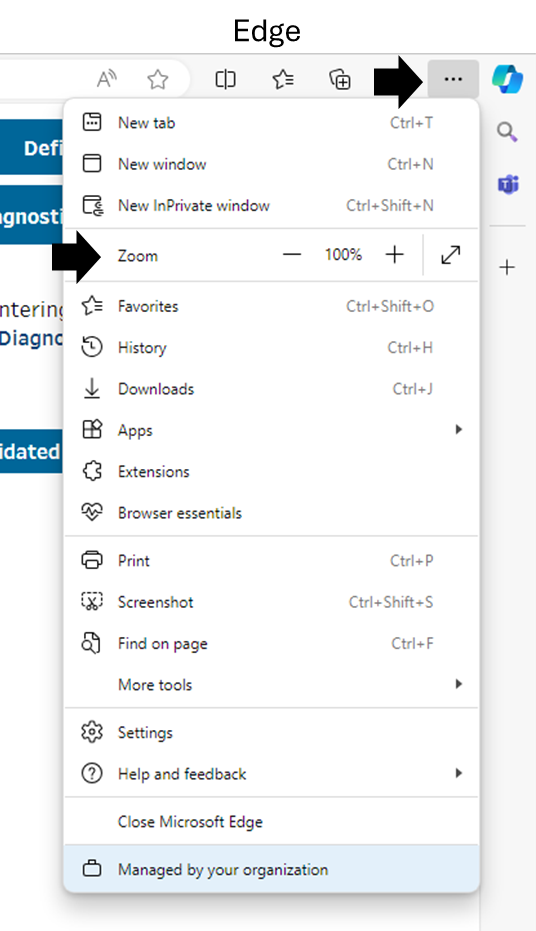 Edge
A
Defi
agnosti
ntering
Diagno
idated
New tab Ctrl+T
New window Ctrl+N
New InPrivate window Ctrl+Shift+N
Zoom — 100% +
Favorites Ctrl+Shift+O
History Ctrl+H
Downloads Ctrl+J
Apps
Extensions
Browser essentials
Print Ctrl+P
Screenshot Ctrl+Shift+S
Find on page Ctrl+F
More tools
Settings
Help and feedback
Close Microsoft Edge
Managed by your organization